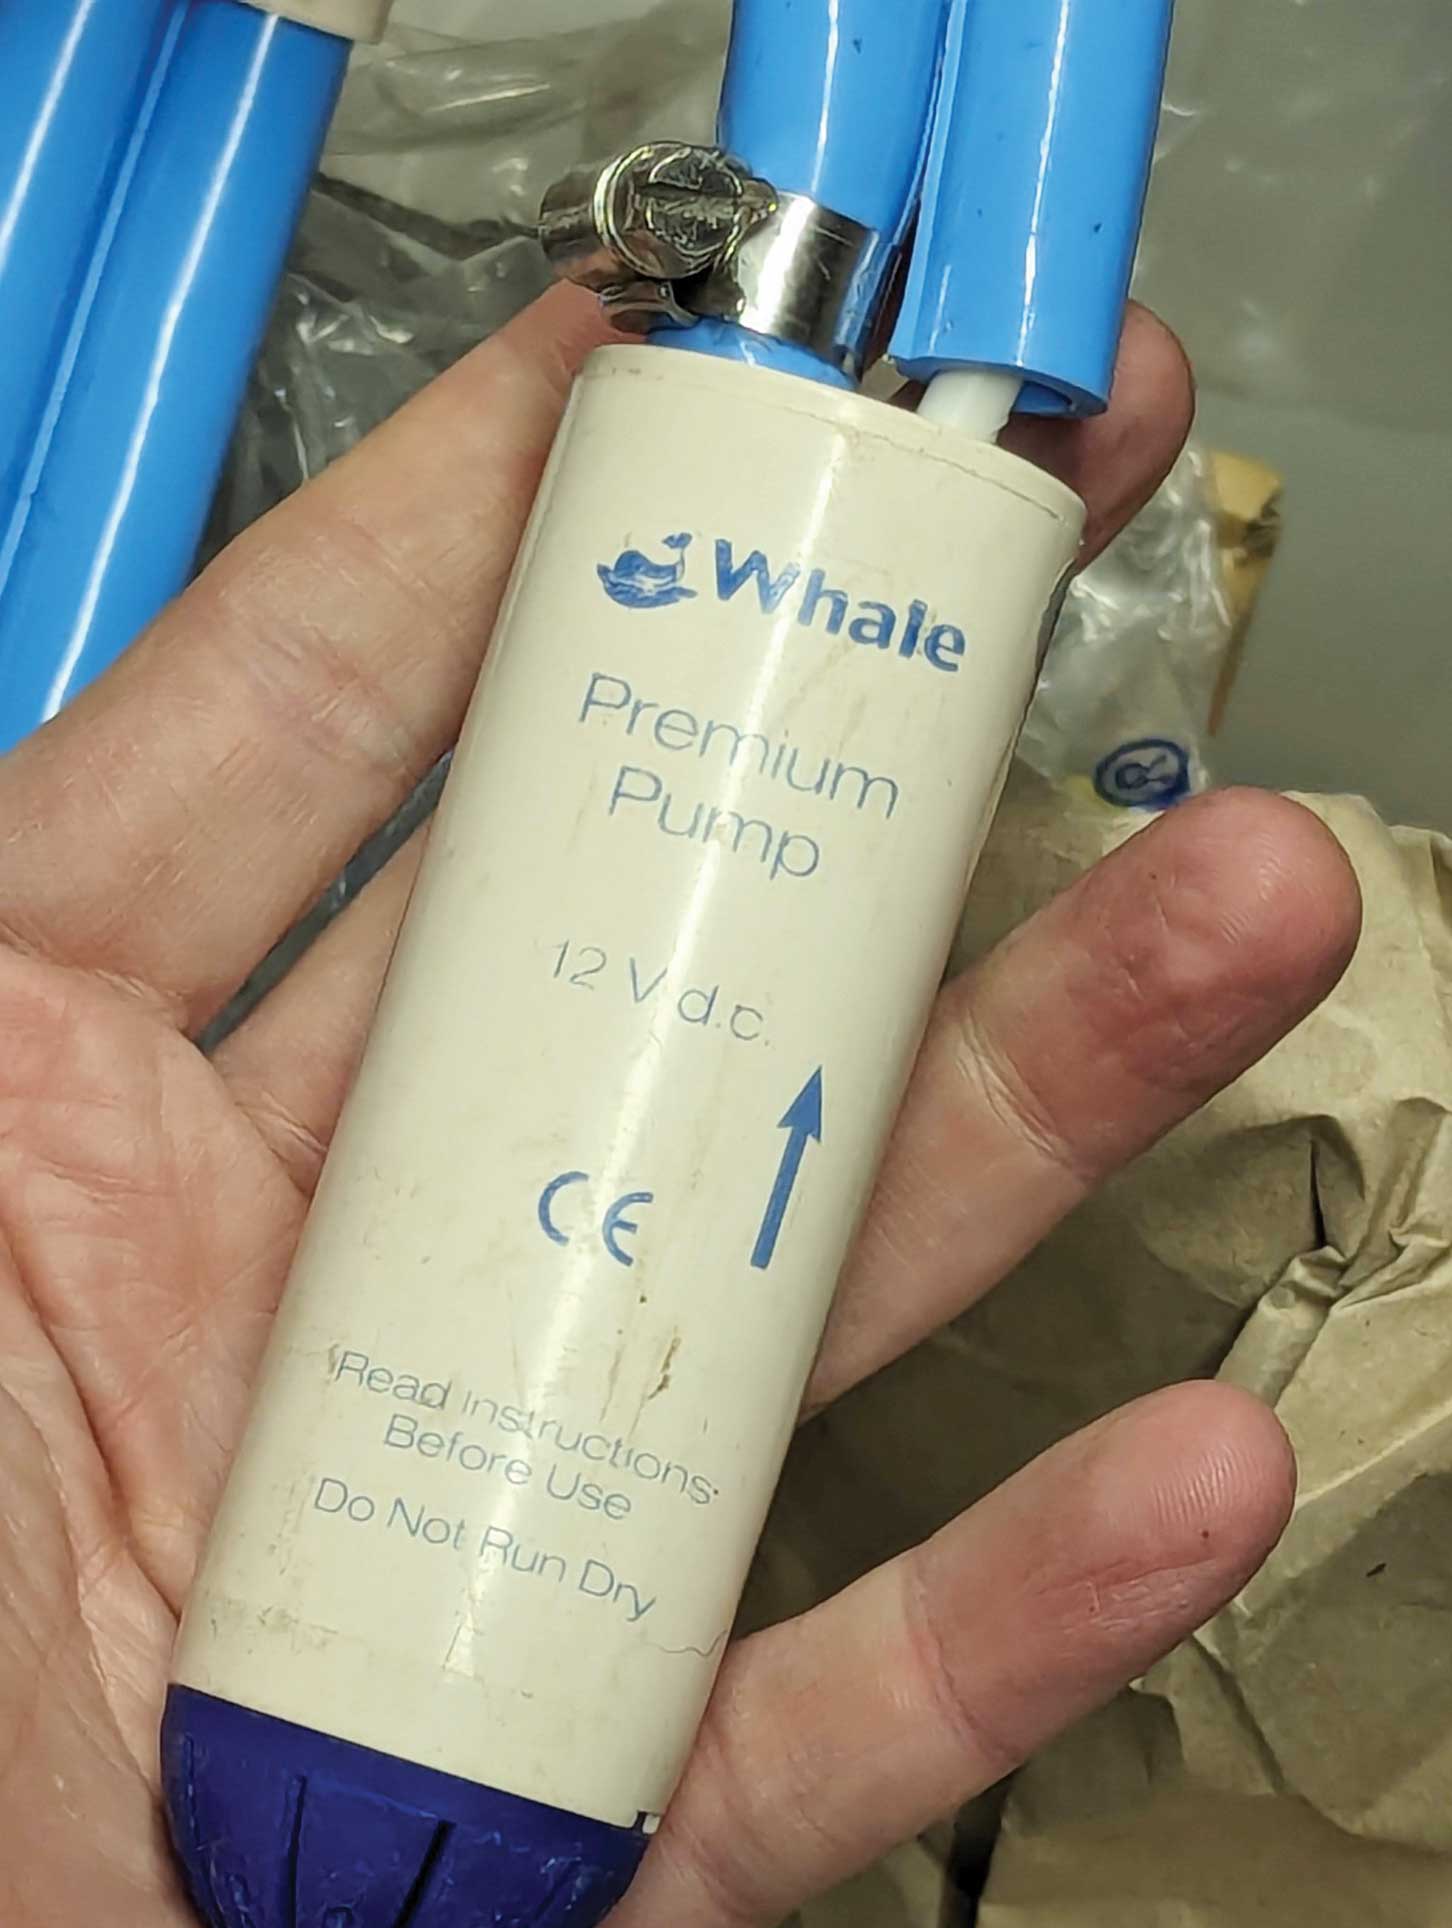 Whale
Premium
Pump
12 V d.c.
CE
Read Instructions
Before Use
Do Not Run Dry